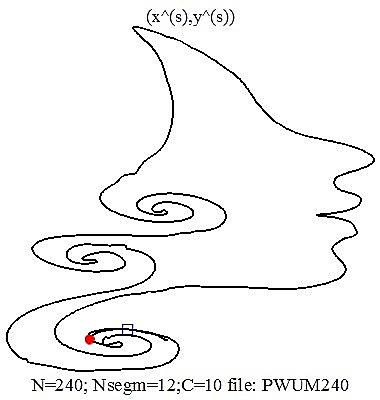 (x^(s),y^(s))
N=240; Nsegm=12;C=10 file: PWUM240